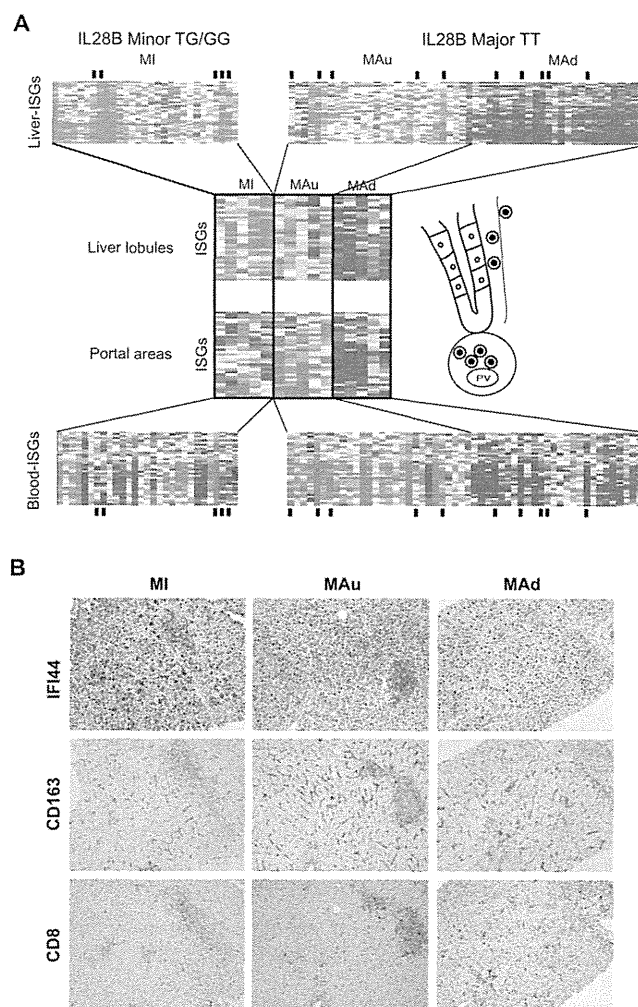 A
IL28B Minor TG/GG
IL28B Major TT
MI
MAu
MAd
Liver-ISGs
MI
MAu
MAd
Liver lobules
ISGs
Portal areas
ISGs
PV
Blood-ISGs
B
MI
MAu
MAd
IFI44
CD163
CD8